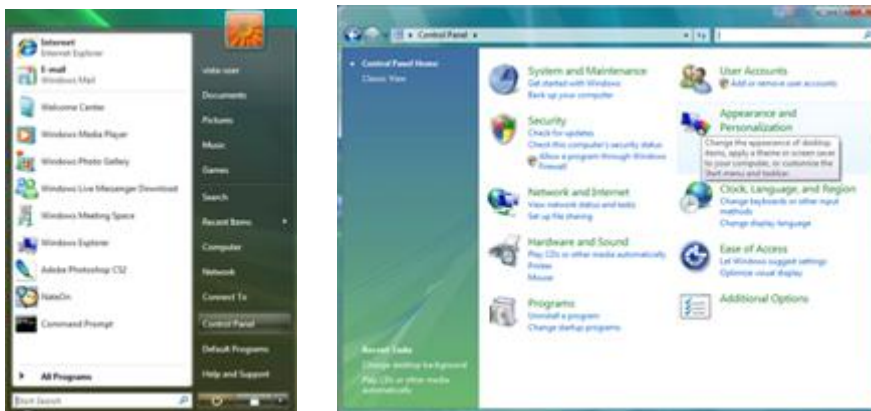 Internet
Internet Explorer
E-mail
Windows Mail
Welcome Center
Windows Media Player
Windows Photo Gallery
Windows Live Messenger Download
Windows Meeting Space
Windows Explorer
Adobe Photoshop CS2
NateOn
Command Prompt
All Programs
Start Search
vista user
Documents
Pictures
Music
Games
Search
Recent Items
Computer
Network
Connect To
Control Panel
Default Programs
Help and Support
Control Panel
Control Panel Home
Classic View
System and Maintenance
Get started with Windows
Back up your computer
Security
Check for updates
Check this computer's security status
Allow a program through Windows
Firewall
Network and Internet
View network status and tasks
Set up file sharing
Hardware and Sound
Play CDs or other media automatically
Printer
Mouse
Programs
Uninstall a program
Change startup programs
User Accounts
Add or remove user accounts
Appearance and
Personalization
Change the appearance of desktop
items, apply a theme or screen saver
to your computer, or customize the
Start menu and taskbar.
Clock, Language, and Region
Change keyboards or other input
methods
Change display language
Ease of Access
Let Windows suggest settings
Optimize visual display
Additional Options
Recent Tasks
Change desktop background
Play CDs or other media
automatically